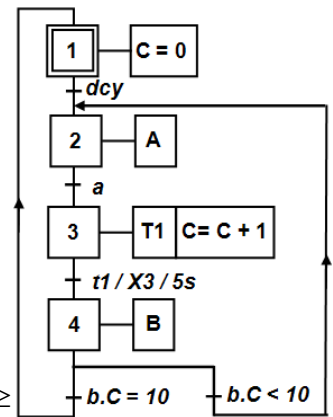 1 C = 0
dcy
2 A
a
3 T1 C= C + 1
t1 / X3 / 5s
4 B
≥ b.C = 10 b.C < 10